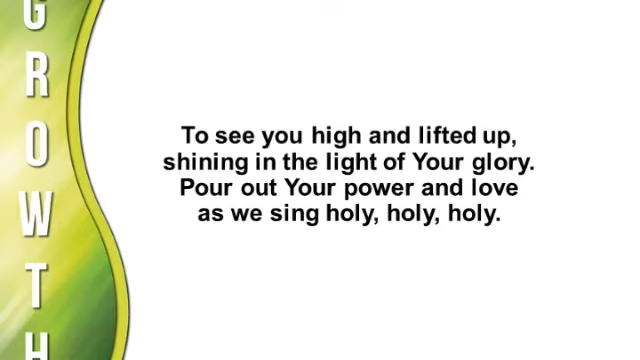 GROWTH
To see you high and lifted up,
shining in the light of Your glory.
Pour out Your power and love
as we sing holy, holy, holy.